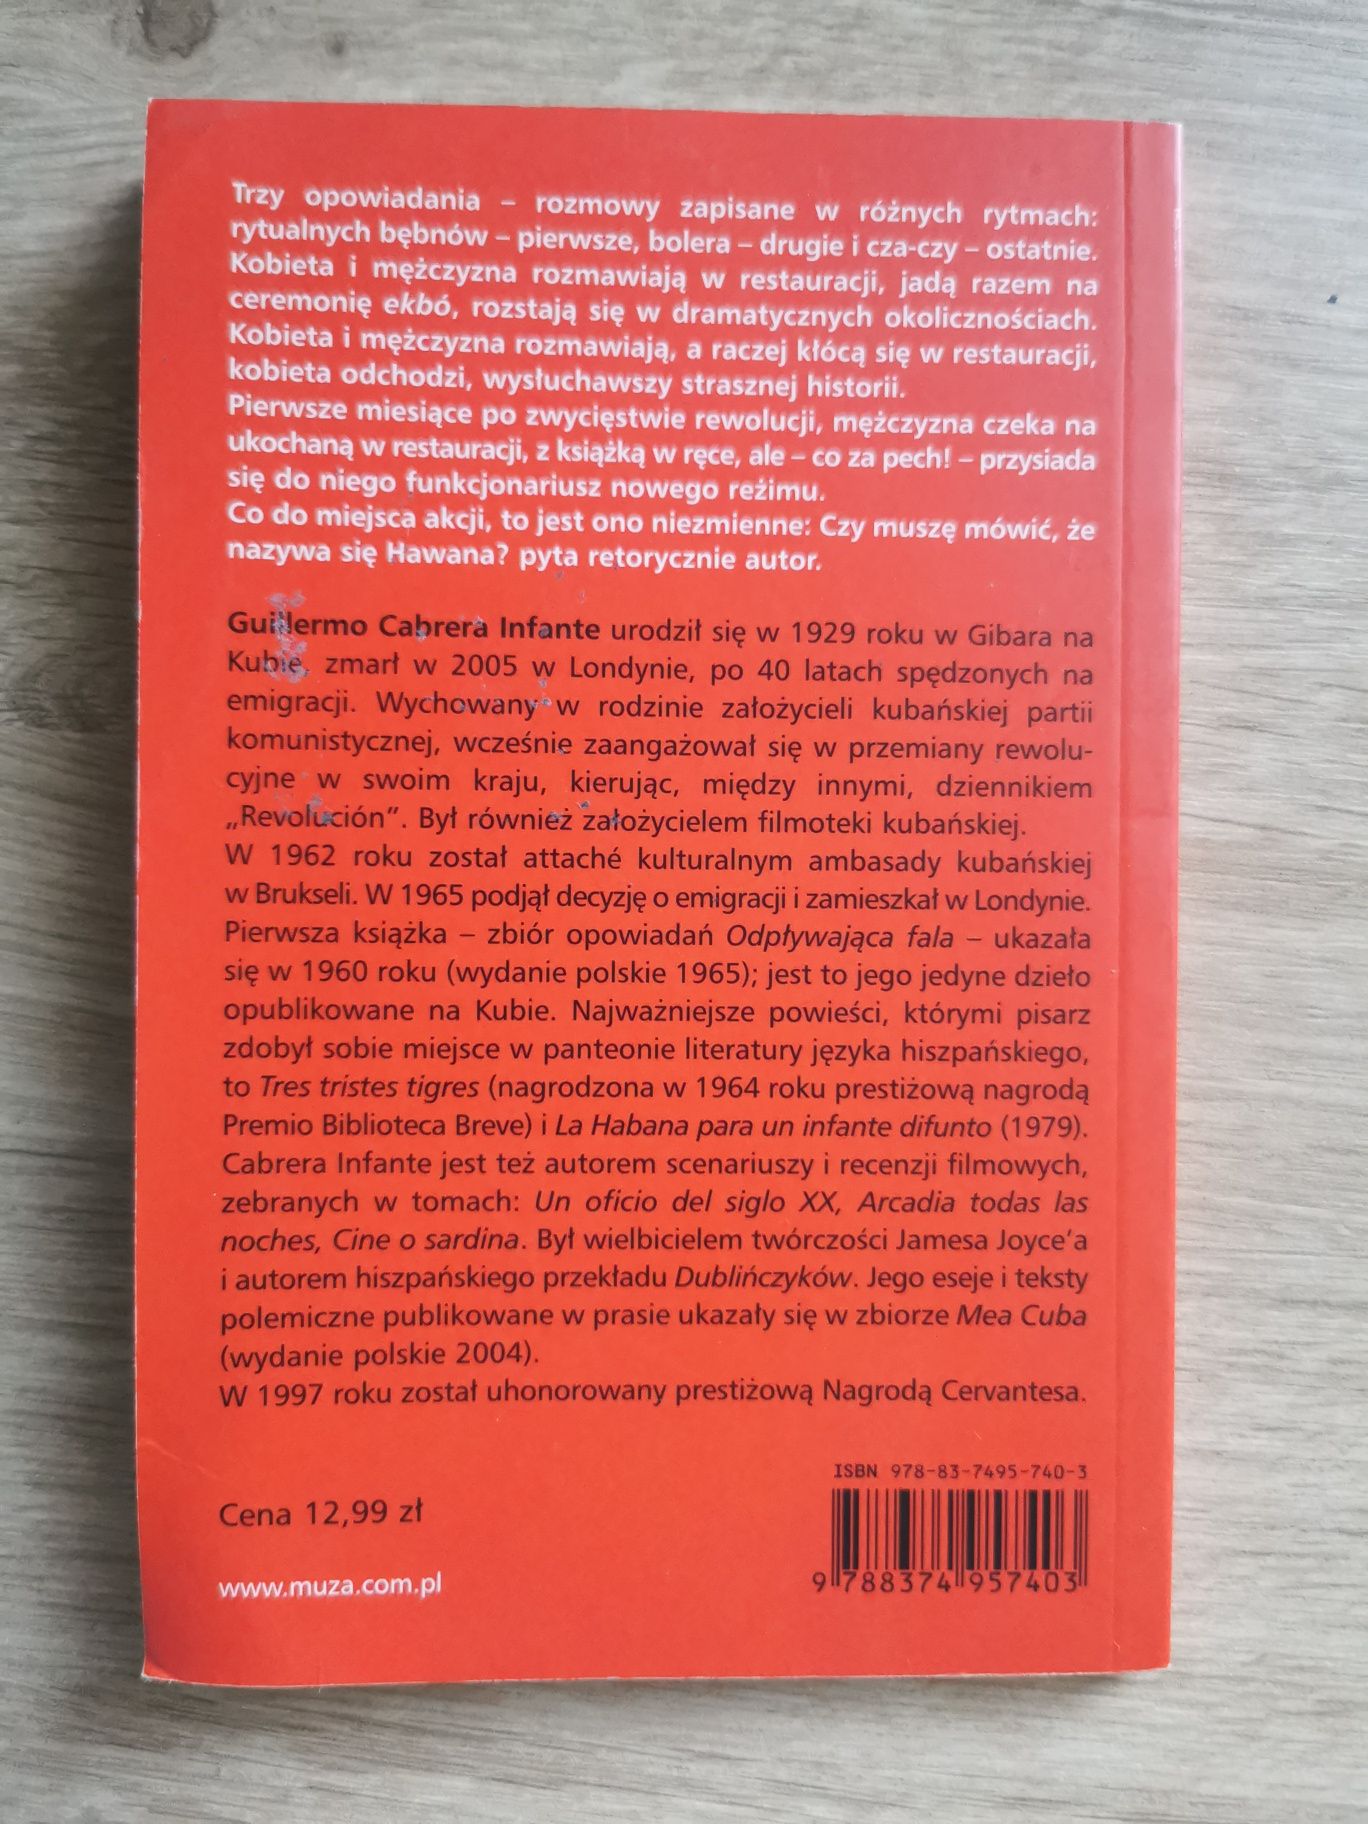 Trzy opowiadania – rozmowy zapisane w różnych rytmach:
rytualnych bębnów – pierwsze, bolera – drugie i cza-czy – ostatnie.
Kobieta i mężczyzna rozmawiają w restauracji, jadą razem na
ceremonię ekbó, rozstają się w dramatycznych okolicznościach.
Kobieta i mężczyzna rozmawiają, a raczej kłócą się w restauracji,
kobieta odchodzi, wysłuchawszy strasznej historii.
Pierwsze miesiące po zwycięstwie rewolucji, mężczyzna czeka na
ukochaną w restauracji, z książką w ręce, ale – co za pech! – przysiada
się do niego funkcjonariusz nowego reżimu.
Co do miejsca akcji, to jest ono niezmienne: Czy muszę mówić, że
nazywa się Hawana? pyta retorycznie autor.
Guillermo Cabrera Infante urodził się w 1929 roku w Gibara na
Kubie, zmarł w 2005 w Londynie, po 40 latach spędzonych na
emigracji. Wychowany w rodzinie założycieli kubańskiej partii
komunistycznej, wcześnie zaangażował się w przemiany rewolu-
cyjne w swoim kraju, kierując, między innymi, dziennikiem
„Revolución”. Był również założycielem filmoteki kubańskiej.
W 1962 roku został attaché kulturalnym ambasady kubańskiej
w Brukseli. W 1965 podjął decyzję o emigracji i zamieszkał w Londynie.
Pierwsza książka – zbiór opowiadań Odpływająca fala – ukazała
się w 1960 roku (wydanie polskie 1965); jest to jego jedyne dzieło
opublikowane na Kubie. Najważniejsze powieści, którymi pisarz
zdobył sobie miejsce w panteonie literatury języka hiszpańskiego,
to Tres tristes tigres (nagrodzona w 1964 roku prestiżową nagrodą
Premio Biblioteca Breve) i La Habana para un infante difunto (1979).
Cabrera Infante jest też autorem scenariuszy i recenzji filmowych,
zebranych w tomach: Un oficio del siglo XX, Arcadia todas las
noches, Cine o sardina. Był wielbicielem twórczości Jamesa Joyce’a
i autorem hiszpańskiego przekładu Dublińczyków. Jego eseje i teksty
polemiczne publikowane w prasie ukazały się w zbiorze Mea Cuba
(wydanie polskie 2004).
W 1997 roku został uhonorowany prestiżową Nagrodą Cervantesa.
ISBN 978-83-7495-740-3
Cena 12,99 zł
www.muza.com.pl
9 788374 957403